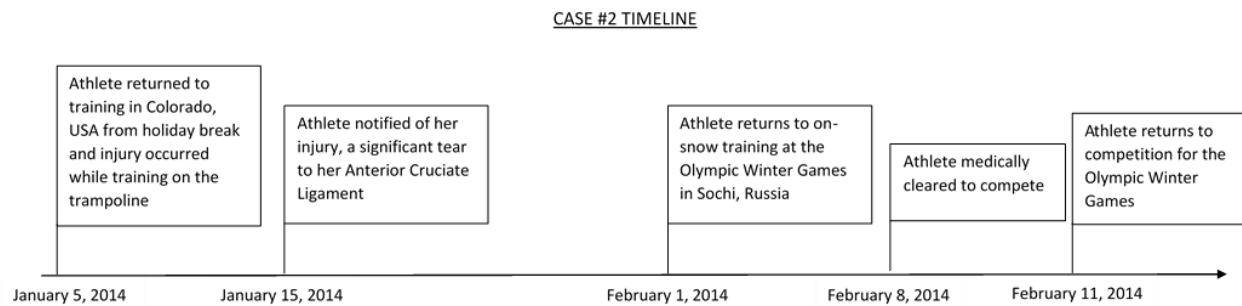 CASE #2 TIMELINE
Athlete returned to
training in Colorado,
USA from holiday break
and injury occurred
while training on the
trampoline
Athlete notified of her
injury, a significant tear
to her Anterior Cruciate
Ligament
Athlete returns to on-
snow training at the
Olympic Winter Games
in Sochi, Russia
Athlete medically
cleared to compete
Athlete returns to
competition for the
Olympic Winter
Games
January 5, 2014
January 15, 2014
February 1, 2014
February 8, 2014
February 11, 2014